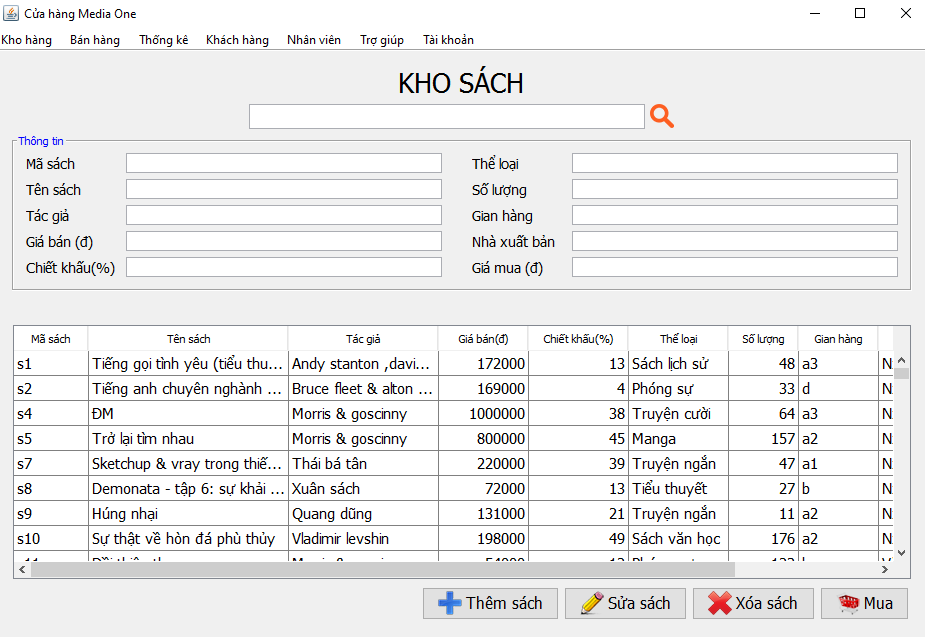 Cửa hàng Media One
Kho hàng Bán hàng Thống kê Khách hàng Nhân viên Trợ giúp Tài khoản
KHO SÁCH
Thông tin
Mã sách Thể loại
Tên sách Số lượng
Tác giả Gian hàng
Giá bán (đ) Nhà xuất bản
Chiết khấu(%) Giá mua (đ)
Mã sách Tên sách Tác giả Giá bán(đ) Chiết khấu(%) Thể loại Số lượng Gian hàng
s1 Tiếng gọi tình yêu (tiểu thu... Andy stanton ,davi... 172000 13 Sách lịch sử 48 a3 N
s2 Tiếng anh chuyên nghành ... Bruce fleet & alton ... 169000 4 Phóng sự 33 d N
s4 ĐM Morris & goscinny 1000000 38 Truyện cười 64 a3 N
s5 Trở lại tìm nhau Morris & goscinny 800000 45 Manga 157 a2 N
s7 Sketchup & vray trong thiế... Thái bá tân 220000 39 Truyện ngắn 47 a1 N
s8 Demonata - tập 6: sự khải ... Xuân sách 72000 13 Tiểu thuyết 27 b N
s9 Húng nhại Quang dũng 131000 21 Truyện ngắn 11 a2 N
s10 Sự thật về hòn đá phù thủy Vladimir levshin 198000 49 Sách văn học 176 a2 N
Thêm sách Sửa sách Xóa sách Mua